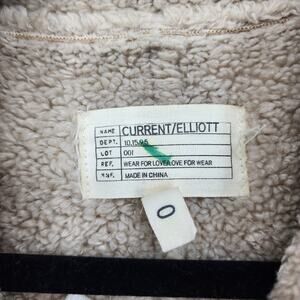 NAME CURRENT/ELLIOTT
DEPT. 10.15.95
LOT 001
REF. WEAR FOR LOVE/LOVE FOR WEAR
MNF. MADE IN CHINA
0